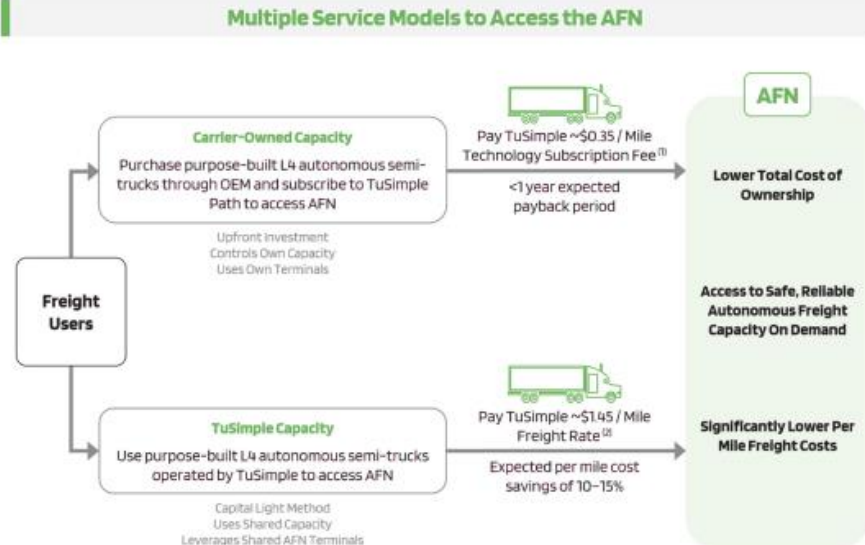 Multiple Service Models to Access the AFN
Carrier-Owned Capacity
Purchase purpose-built L4 autonomous semi-
trucks through OEM and subscribe to TuSimple
Path to access AFN
Upfront Investment
Controls Own Capacity
Uses Own Terminals
Pay TuSimple ~$0.35 / Mile
Technology Subscription Fee (1)
<1 year expected
payback period
Freight
Users
TuSimple Capacity
Use purpose-built L4 autonomous semi-trucks
operated by TuSimple to access AFN
Capital Light Method
Uses Shared Capacity
Leverages Shared AFN Terminals
Pay TuSimple ~$1.45 / Mile
Freight Rate (2)
Expected per mile cost
savings of 10–15%
AFN
Lower Total Cost of
Ownership
Access to Safe, Reliable
Autonomous Freight
Capacity On Demand
Significantly Lower Per
Mile Freight Costs